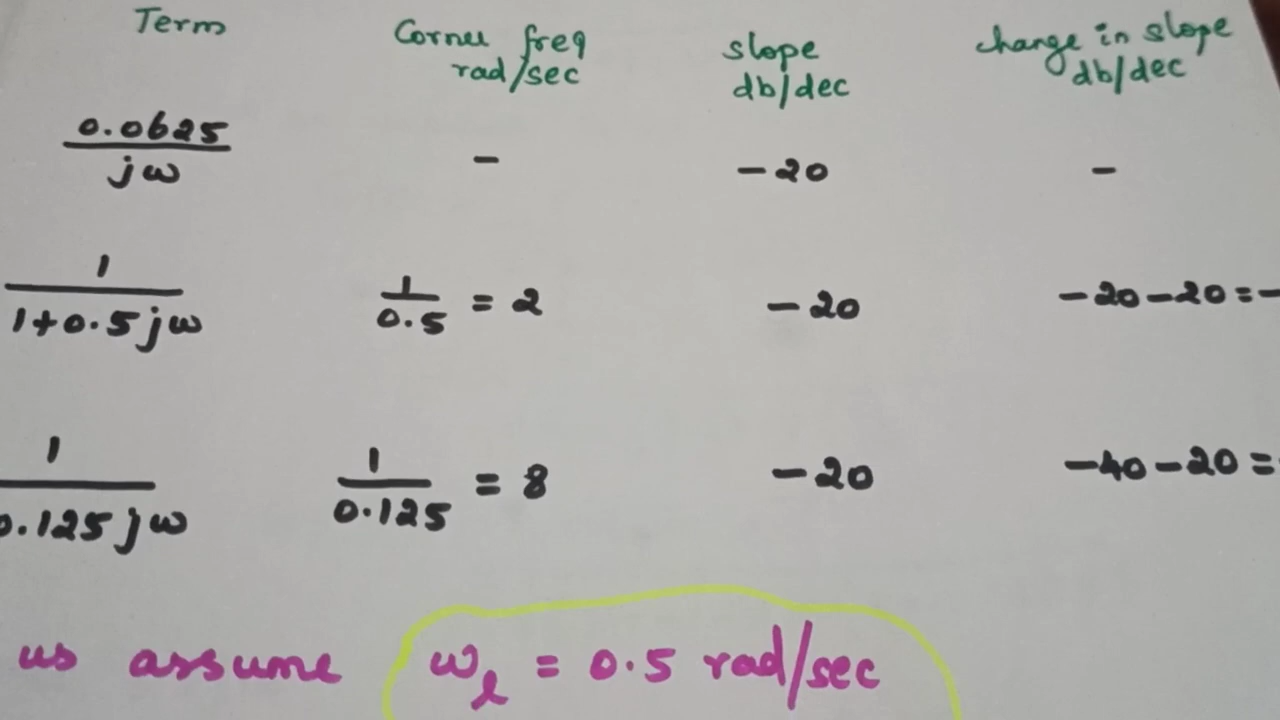 Term Corner freq rad/sec slope db/dec change in slope db/dec
0.0625/jω - -20 -
1/1+0.5jω 1/0.5 = 2 -20 -20-20=-
1/0.125jω 1/0.125 = 8 -20 -40-20=
us assume ωl = 0.5 rad/sec